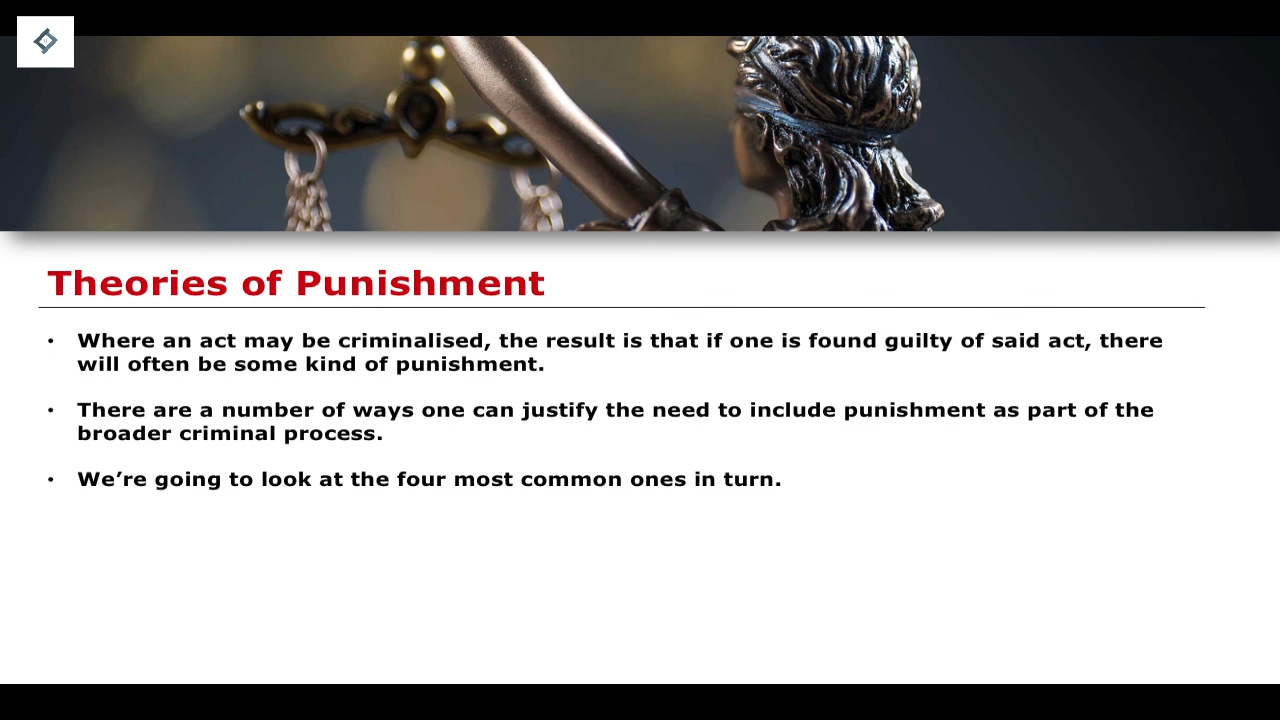 Theories of Punishment
• Where an act may be criminalised, the result is that if one is found guilty of said act, there
will often be some kind of punishment.
• There are a number of ways one can justify the need to include punishment as part of the
broader criminal process.
• We’re going to look at the four most common ones in turn.